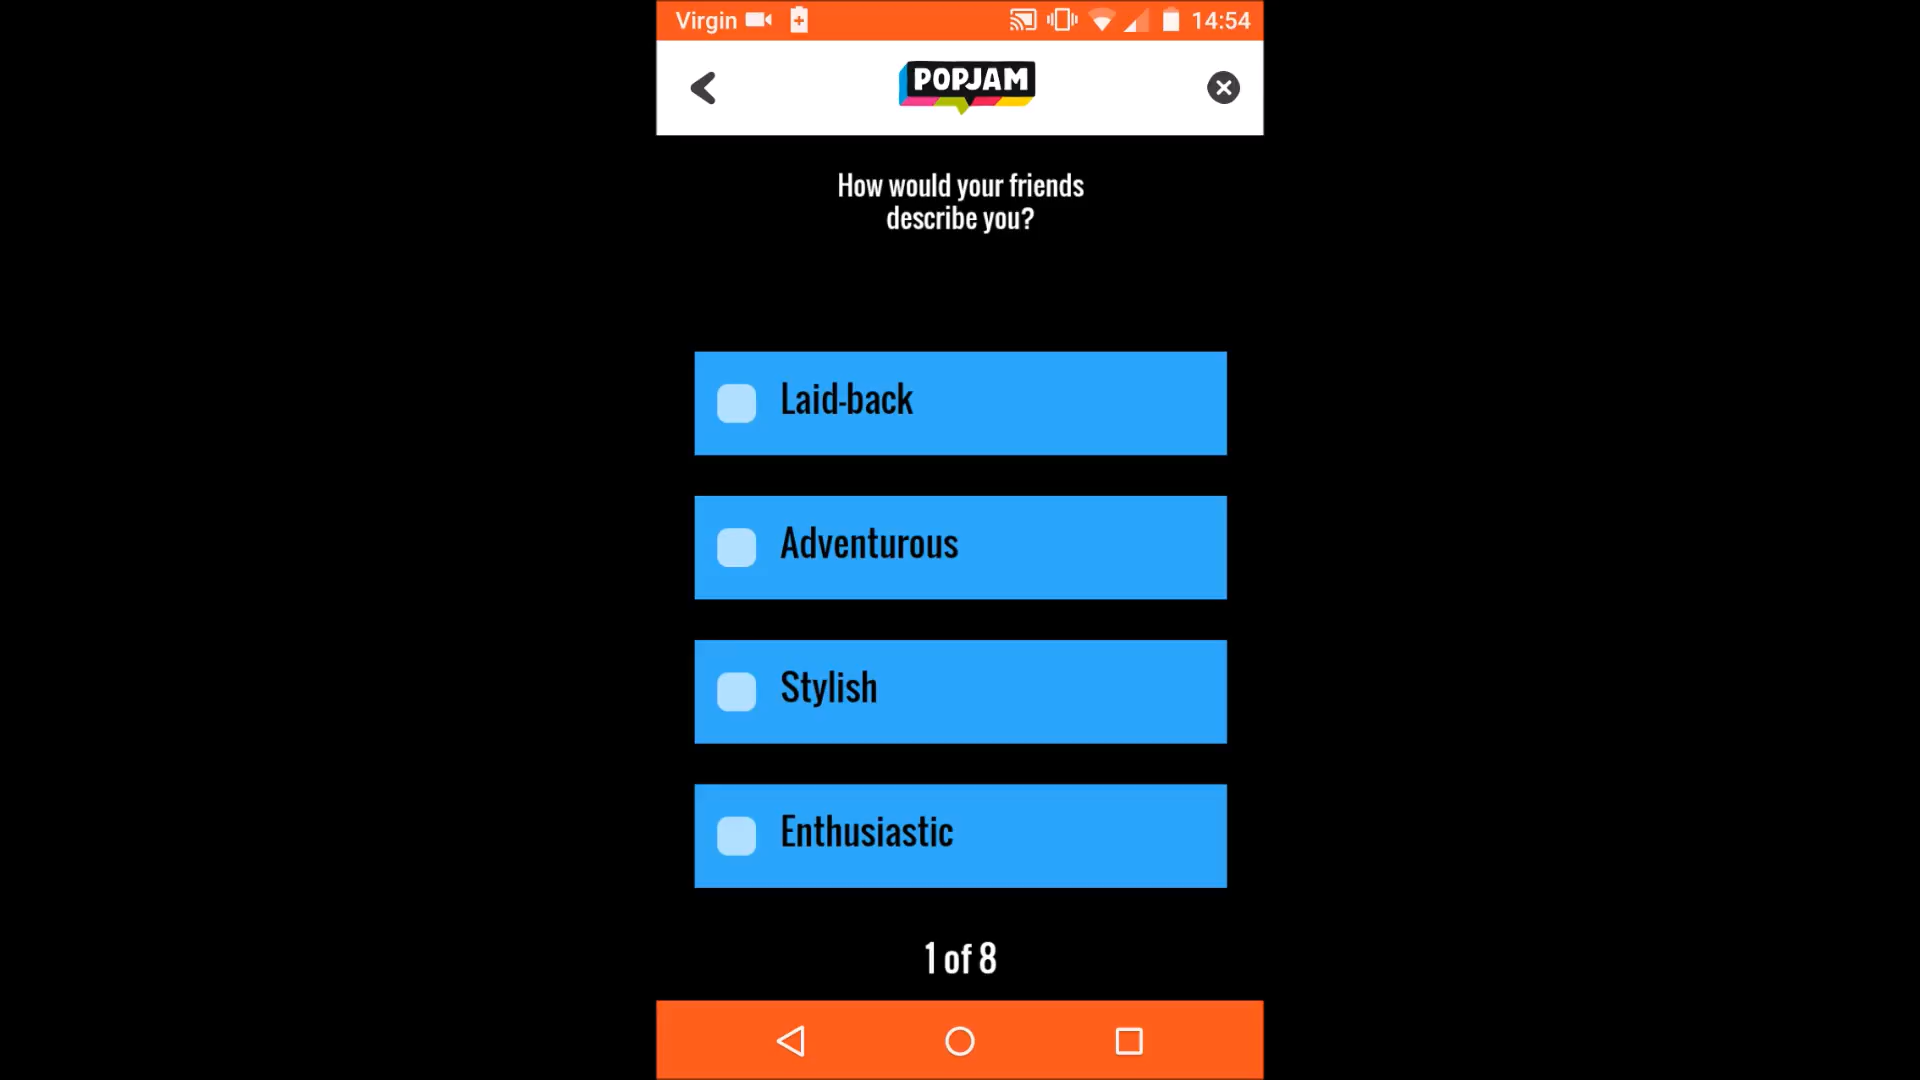 Virgin 14:54
POPJAM
How would your friends
describe you?
Laid-back
Adventurous
Stylish
Enthusiastic
1 of 8